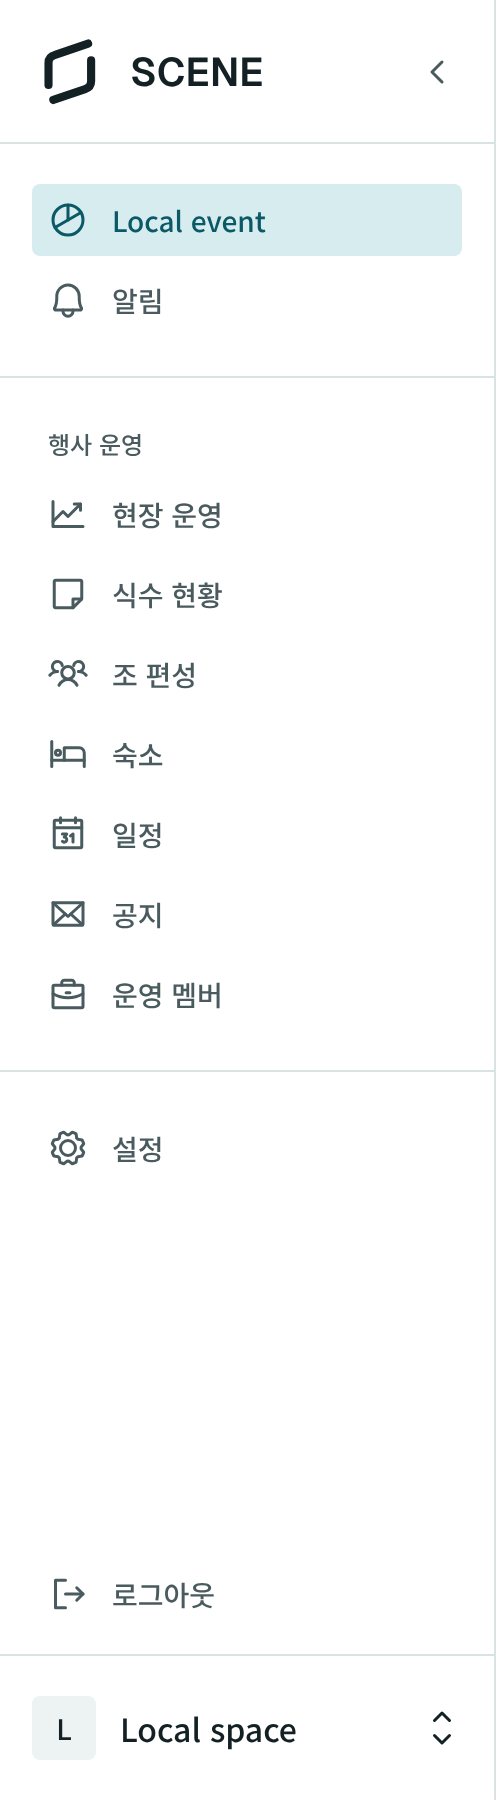 SCENE
Local event
알림
행사 운영
현장 운영
식수 현황
조 편성
숙소
31
일정
공지
운영 멤버
설정
로그아웃
L
Local space